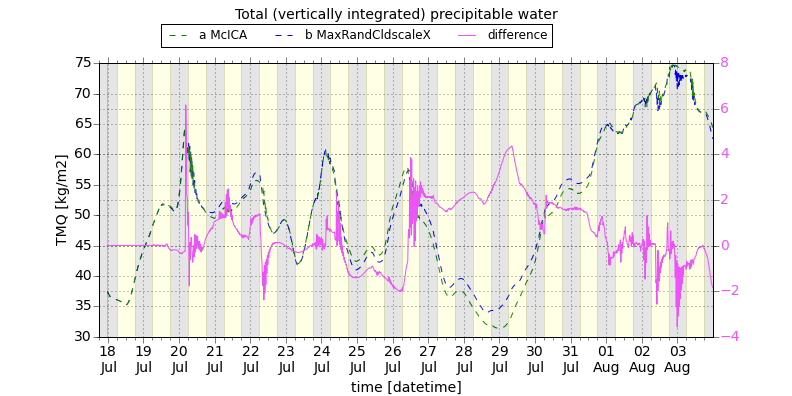 Total (vertically integrated) precipitable water
a McICA b MaxRandCldscaleX difference
75 8
70 6
65
60 4
55
50 2
45 0
40
35 −2
30 −4
TMQ [kg/m2]
18 19 20 21 22 23 24 25 26 27 28 29 30 31 01 02 03
Jul Jul Jul Jul Jul Jul Jul Jul Jul Jul Jul Jul Jul Jul Aug Aug Aug
time [datetime]